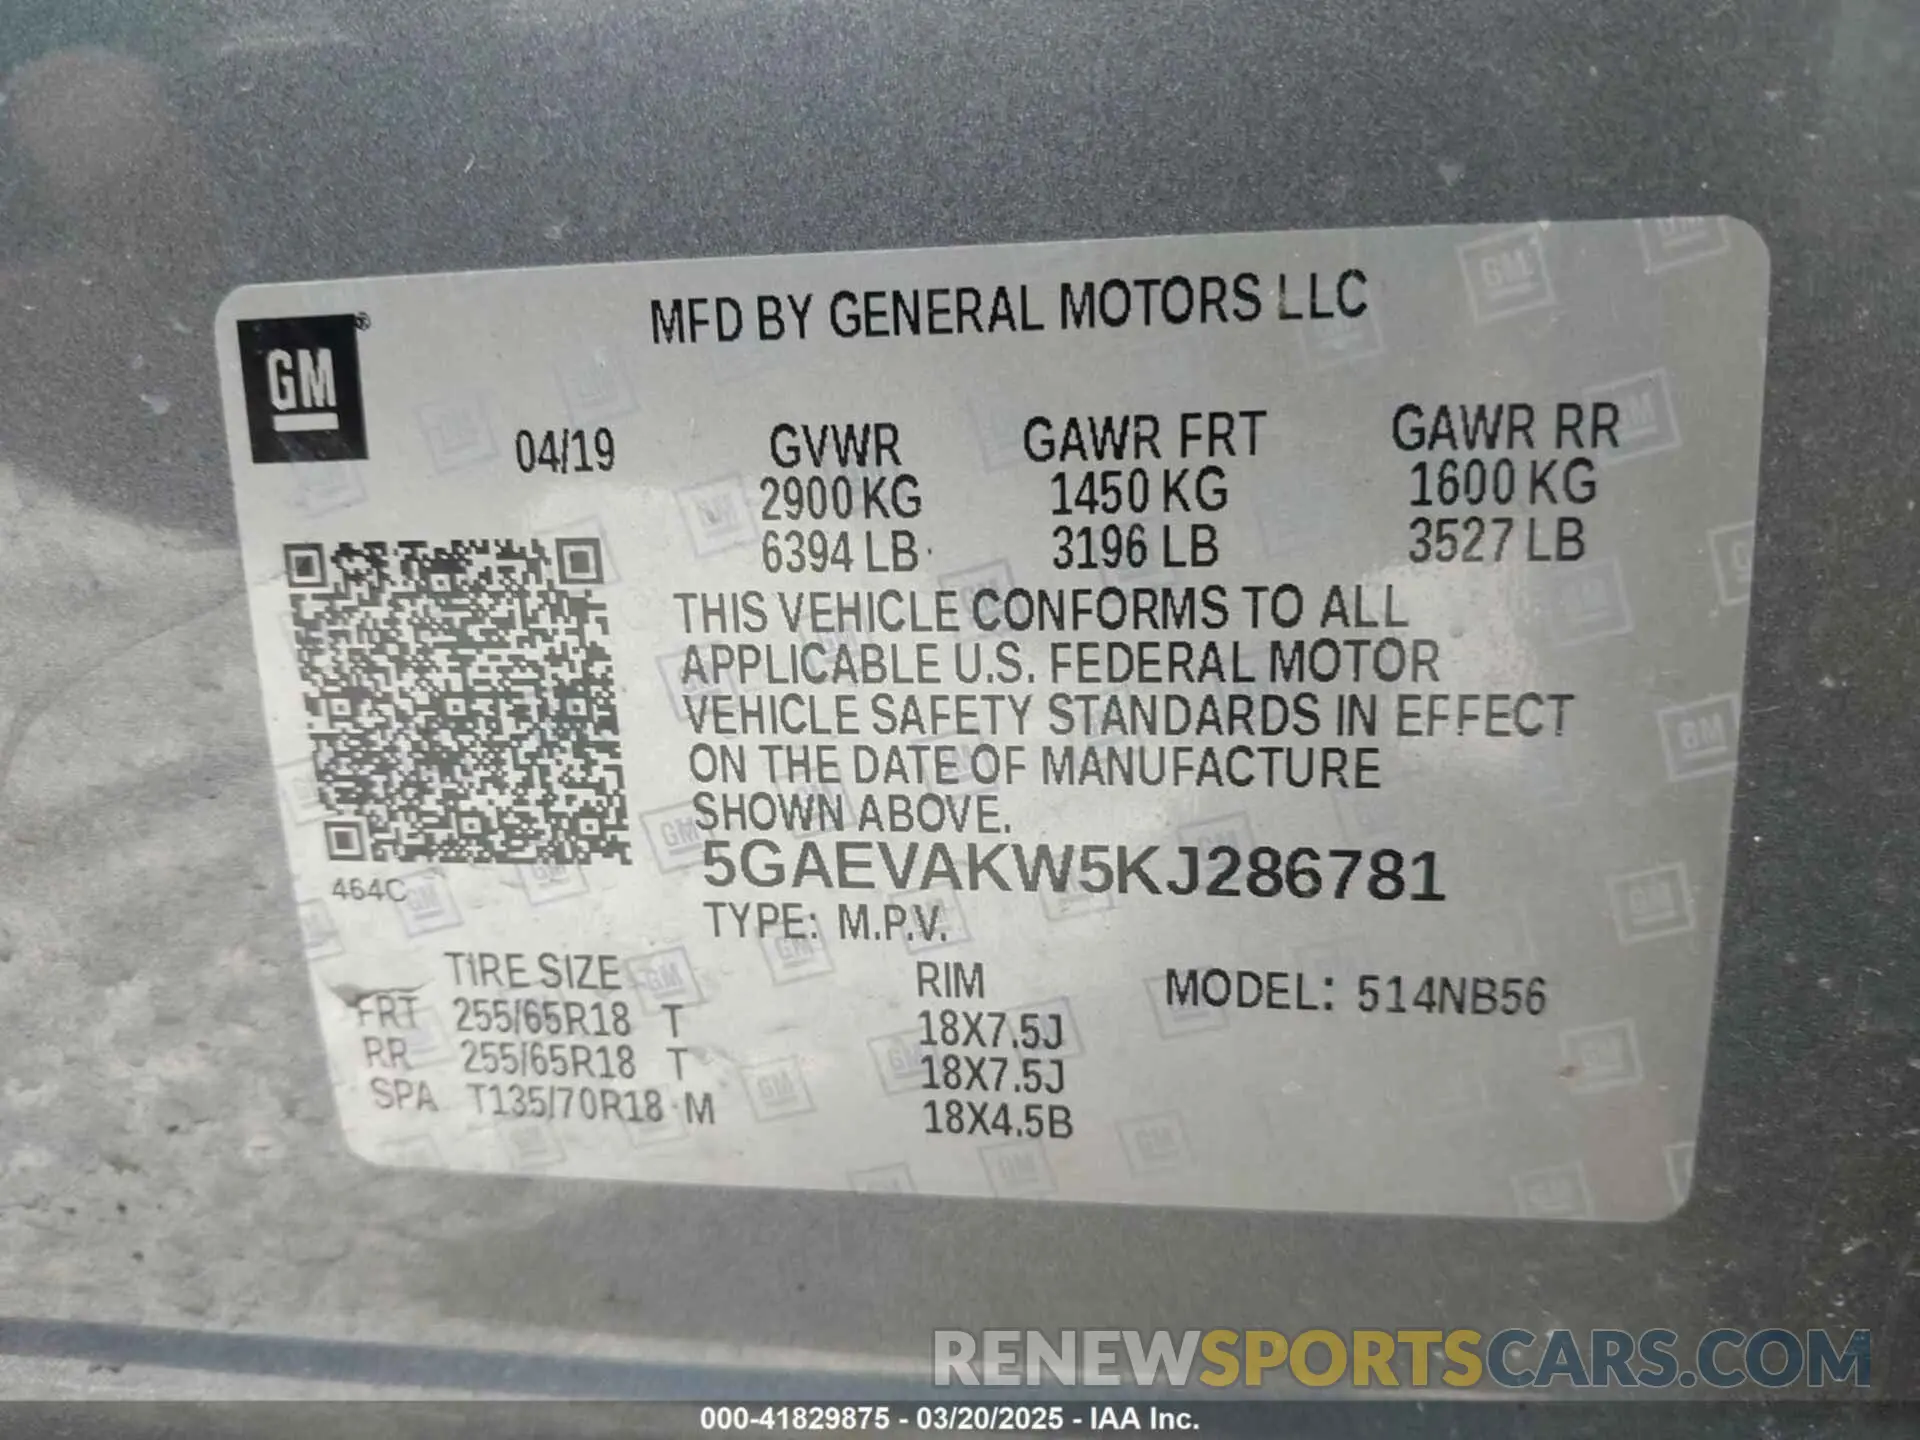 MFD BY GENERAL MOTORS LLC
GM®
04/19 GVWR GAWR FRT GAWR RR
2900 KG 1450 KG 1600 KG
6394 LB 3196 LB 3527 LB
THIS VEHICLE CONFORMS TO ALL
APPLICABLE U.S. FEDERAL MOTOR
VEHICLE SAFETY STANDARDS IN EFFECT
ON THE DATE OF MANUFACTURE
SHOWN ABOVE.
5GAEVAKW5KJ286781
464C
TYPE: M.P.V.
TIRE SIZE RIM MODEL: 514NB56
FRT 255/65R18 T 18X7.5J
RR 255/65R18 T 18X7.5J
SPA T135/70R18 M 18X4.5B
RENEWSPORTSCARS.COM
000-41829875 - 03/20/2025 - IAA Inc.